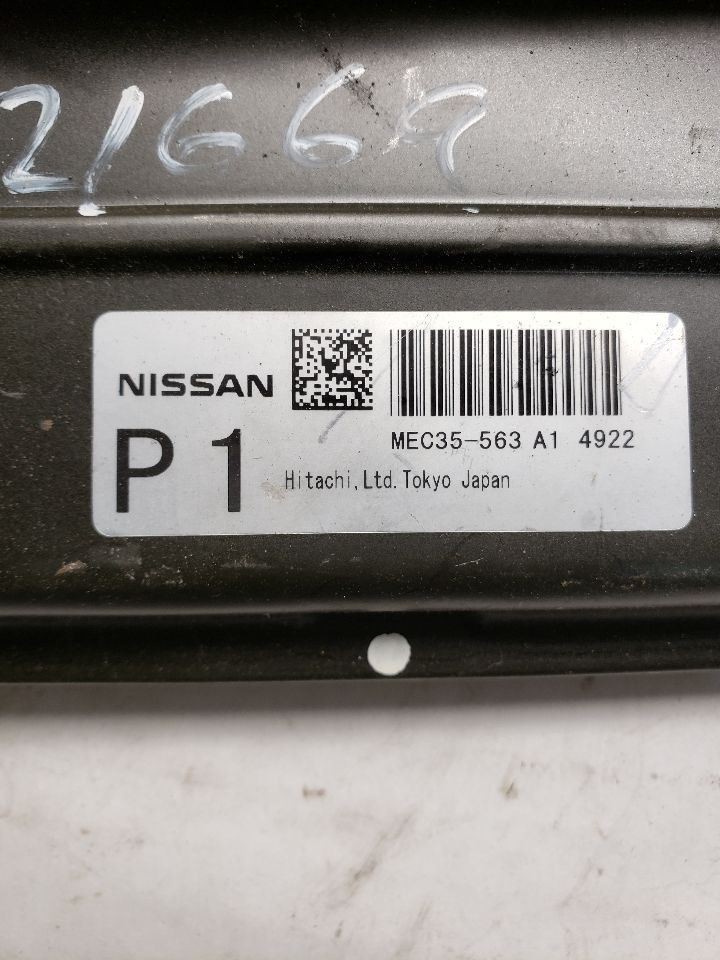 21669
NISSAN
P1
MEC35-563 A1 4922
Hitachi,Ltd.Tokyo Japan